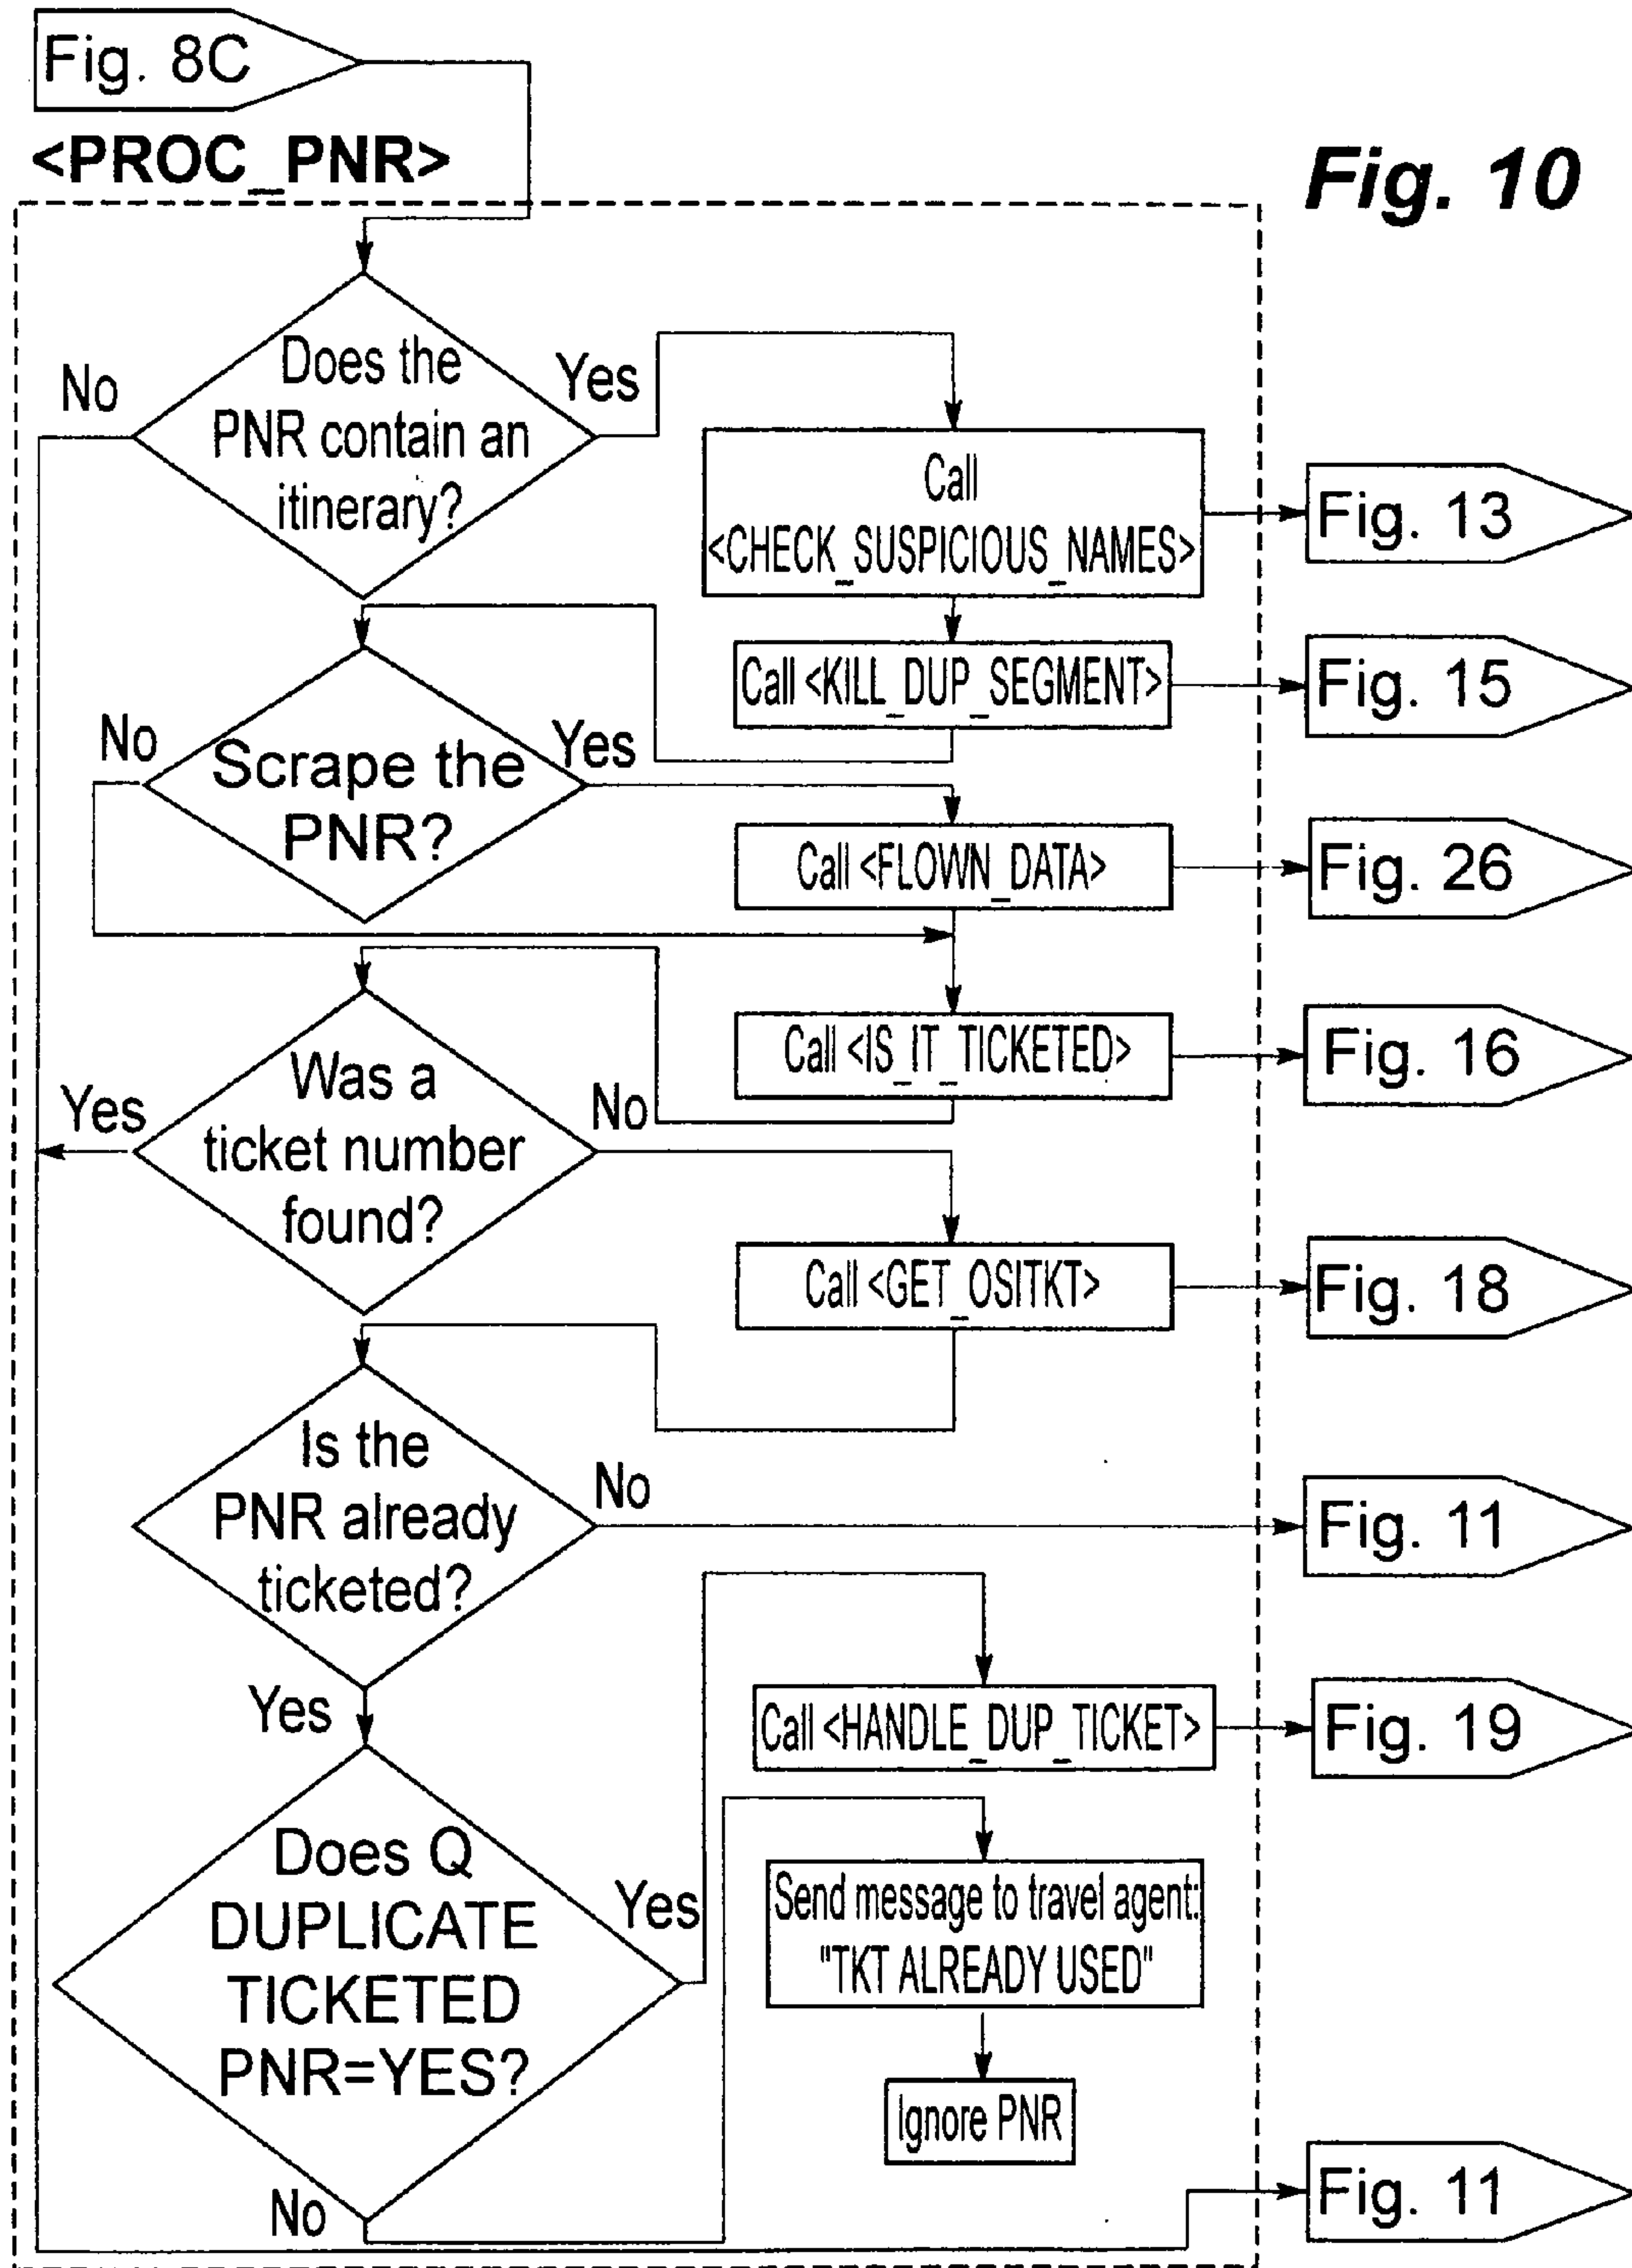 Fig. 8C
<PROC_PNR>
Fig. 10
Does the
PNR contain an
itinerary?
No
Yes
Call
<CHECK_SUSPICIOUS_NAMES>
Fig. 13
Call <KILL_DUP_SEGMENT>
Fig. 15
Scrape the
PNR?
No
Yes
Call <FLOWN_DATA>
Fig. 26
Call <IS_IT_TICKETED>
Fig. 16
Was a
ticket number
found?
Yes
No
Call <GET_OSITKT>
Fig. 18
Is the
PNR already
ticketed?
No
Fig. 11
Yes
Call <HANDLE_DUP_TICKET>
Fig. 19
Does Q
DUPLICATE
TICKETED
PNR=YES?
Yes
Send message to travel agent:
"TKT ALREADY USED"
Ignore PNR
No
Fig. 11